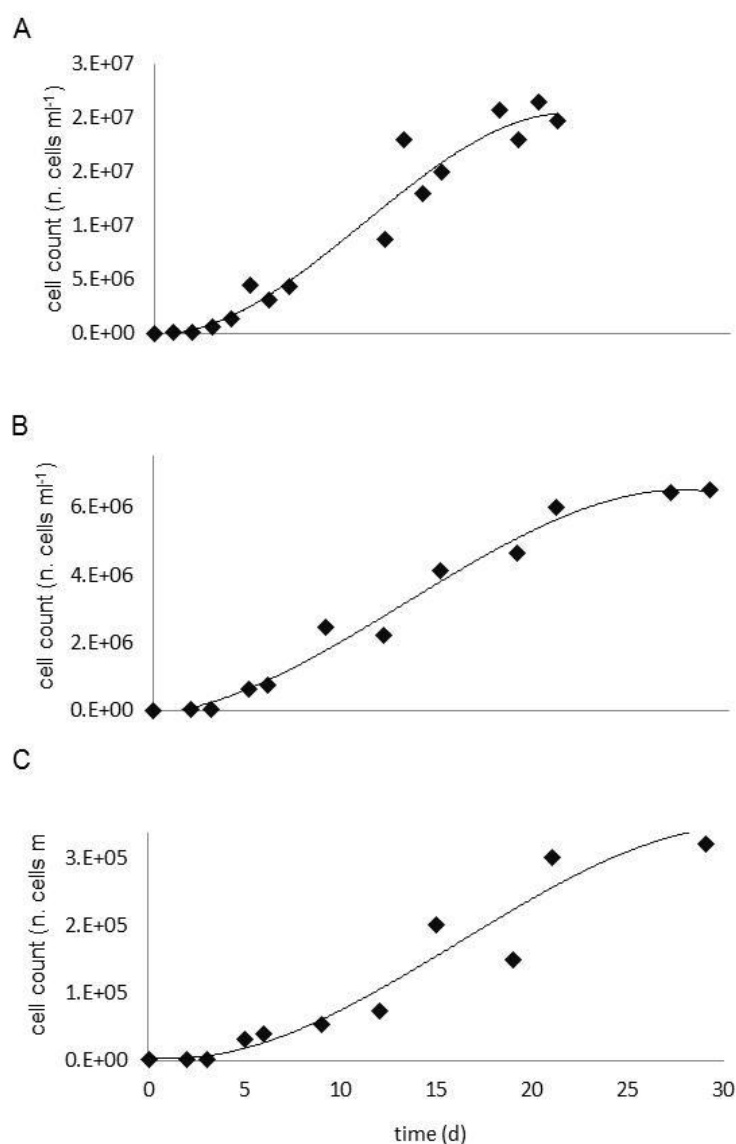 A
cell count (n. cells ml-1)
3.E+07
2.E+07
2.E+07
1.E+07
5.E+06
0.E+00
B
cell count (n. cells ml-1)
6.E+06
4.E+06
2.E+06
0.E+00
C
cell count (n. cells m
3.E+05
2.E+05
1.E+05
0.E+00
0 5 10 15 20 25 30
time (d)